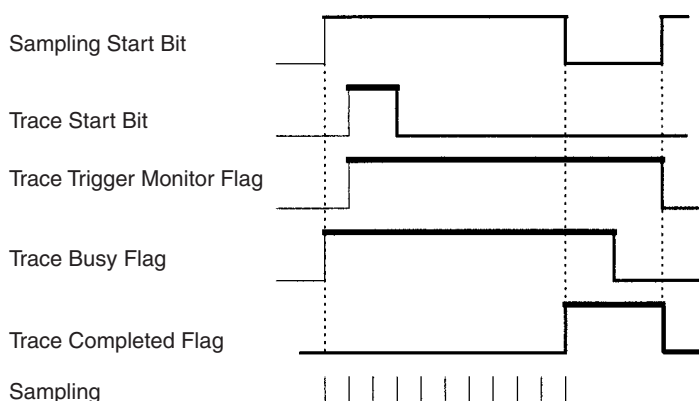 Sampling Start Bit
Trace Start Bit
Trace Trigger Monitor Flag
Trace Busy Flag
Trace Completed Flag
Sampling